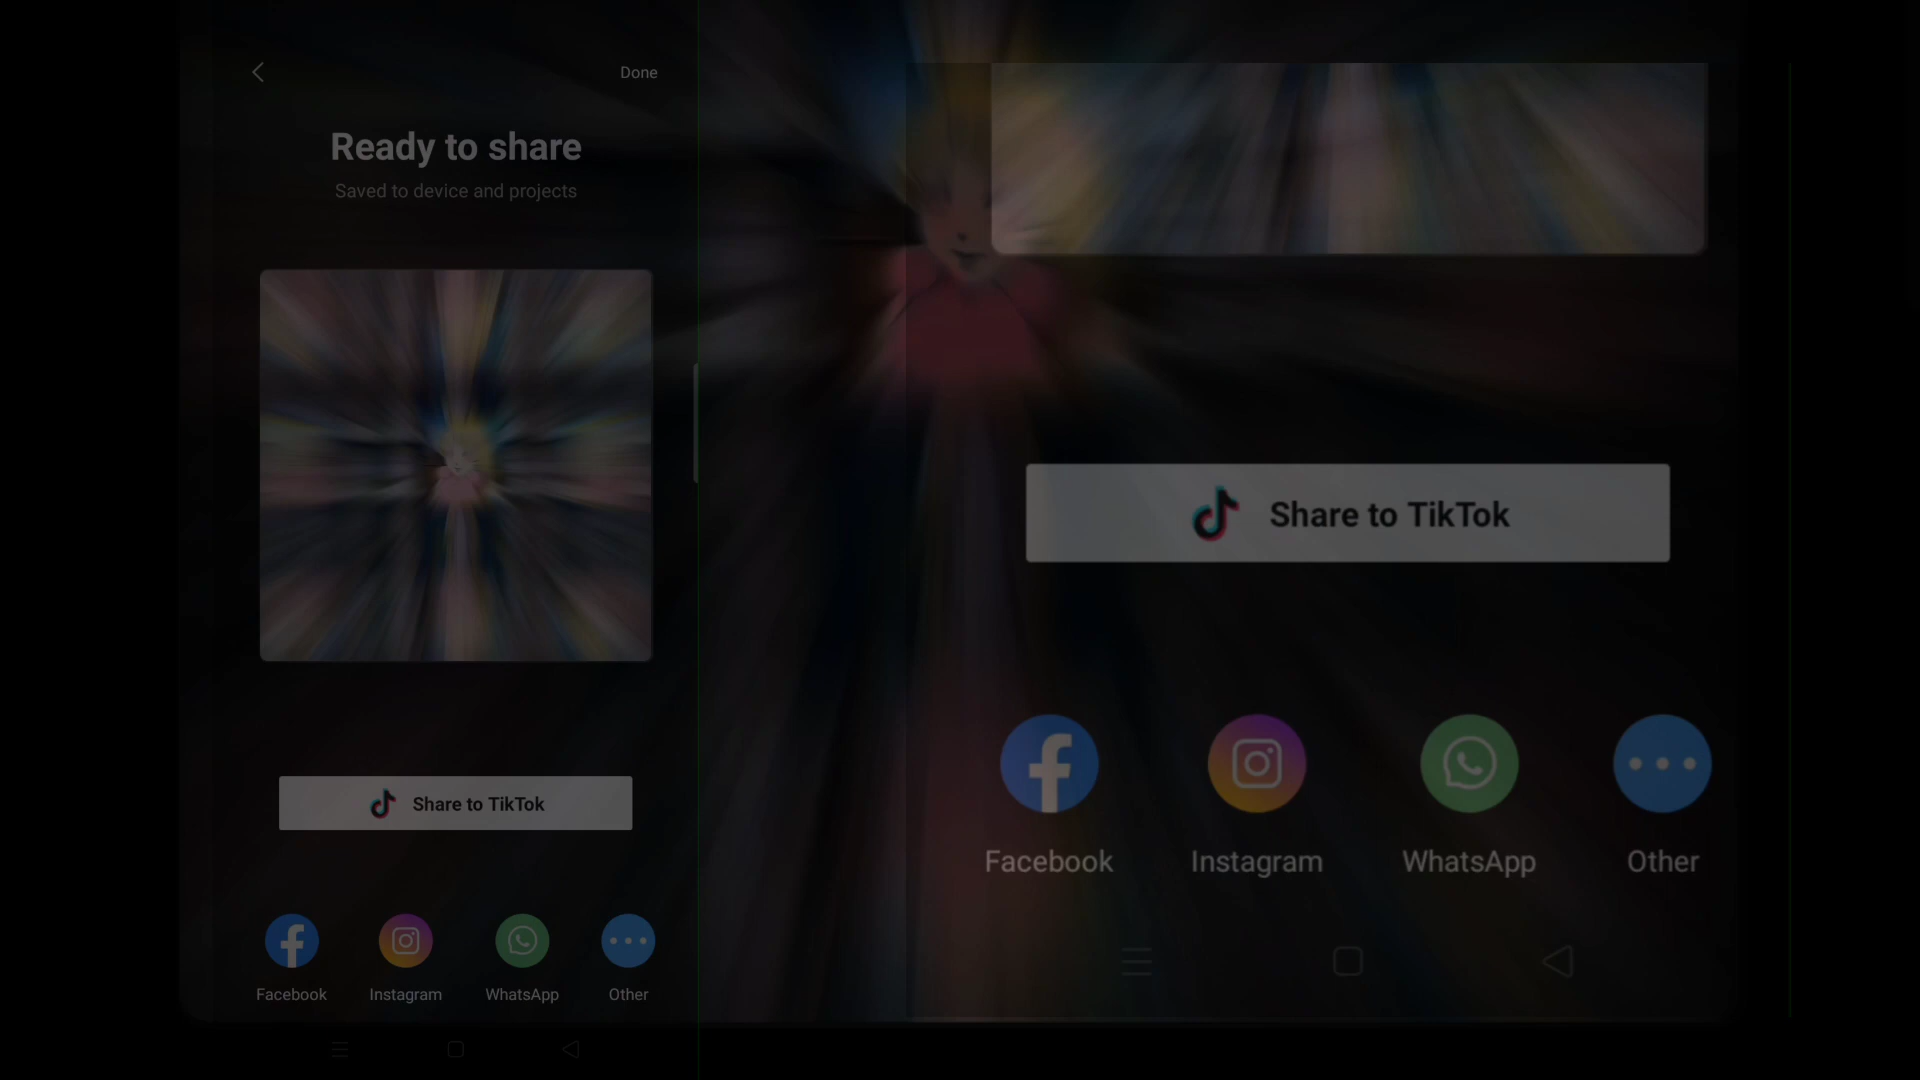 Done
Ready to share
Saved to device and projects
Share to TikTok
Facebook Instagram WhatsApp Other
Share to TikTok
Facebook Instagram WhatsApp Other